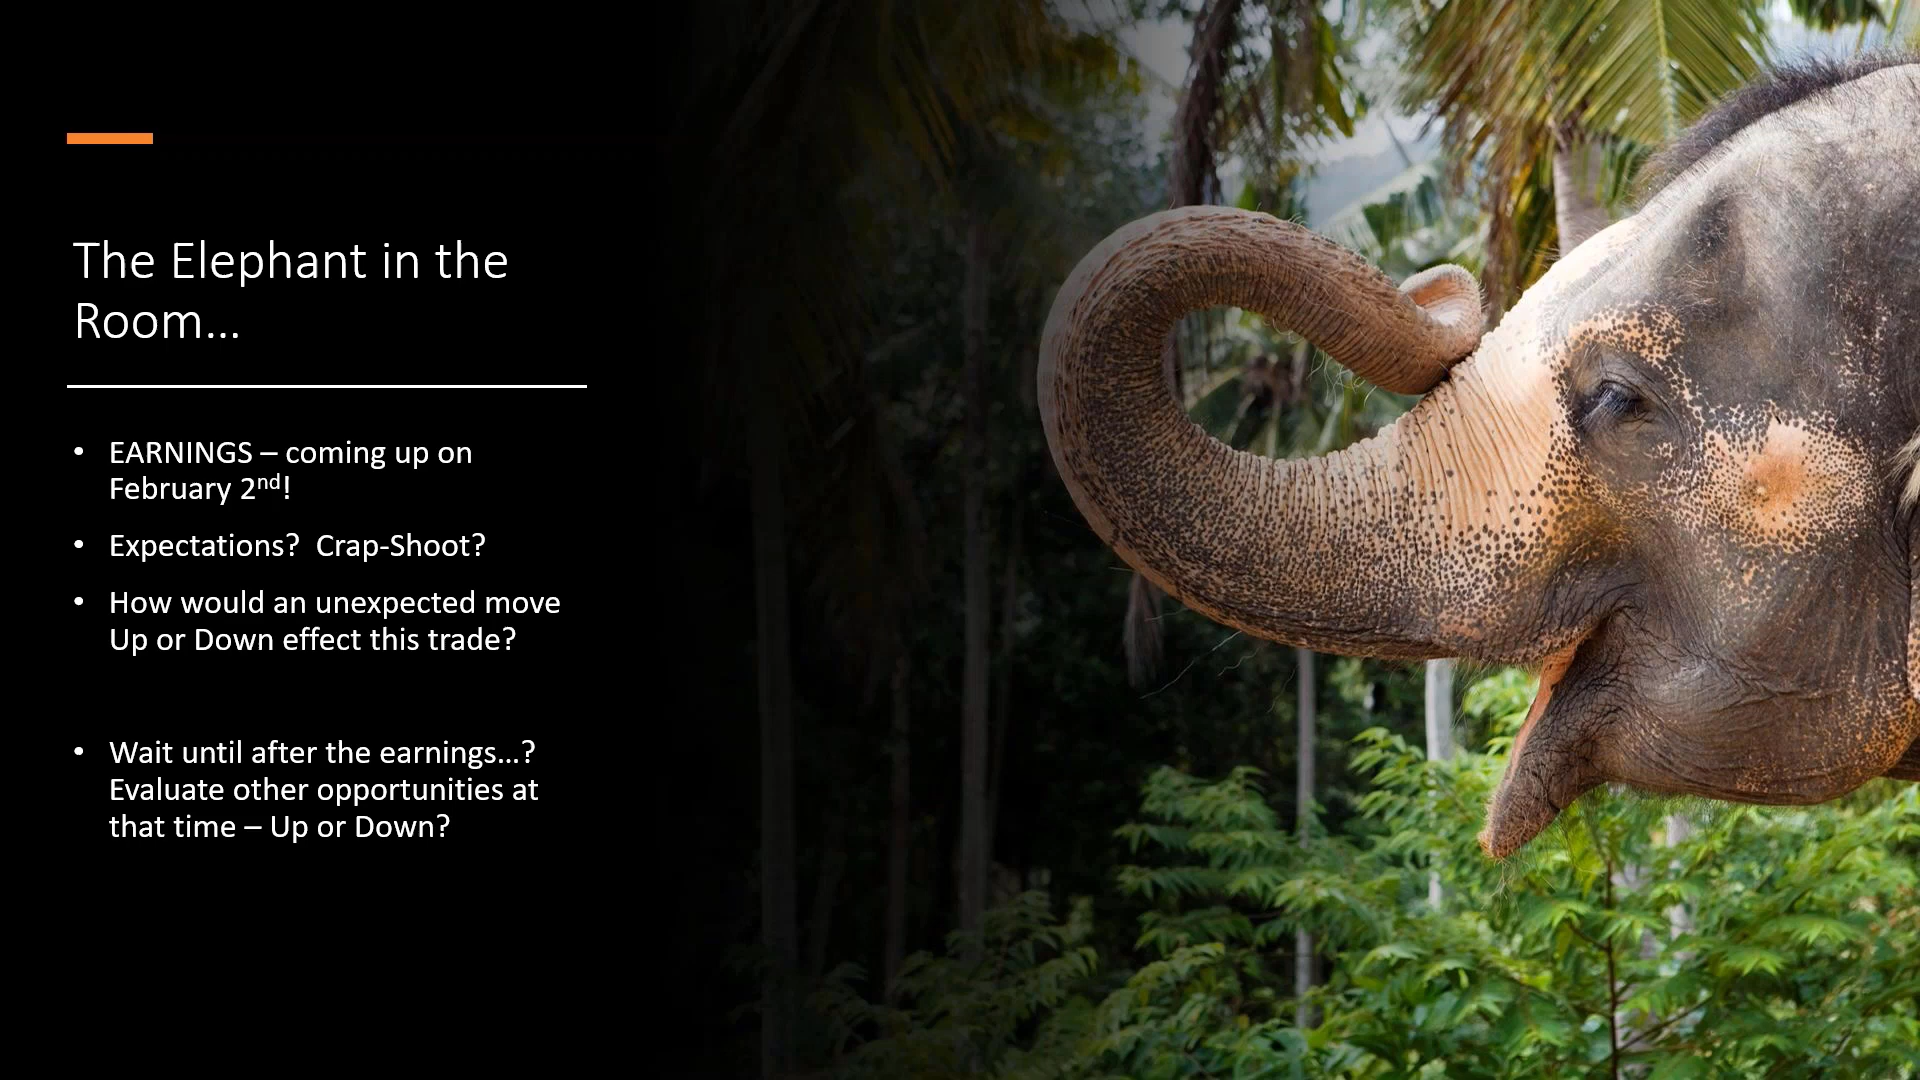 The Elephant in the
Room...
• EARNINGS – coming up on
February 2nd!
• Expectations?  Crap-Shoot?
• How would an unexpected move
Up or Down effect this trade?
• Wait until after the earnings...?
Evaluate other opportunities at
that time – Up or Down?